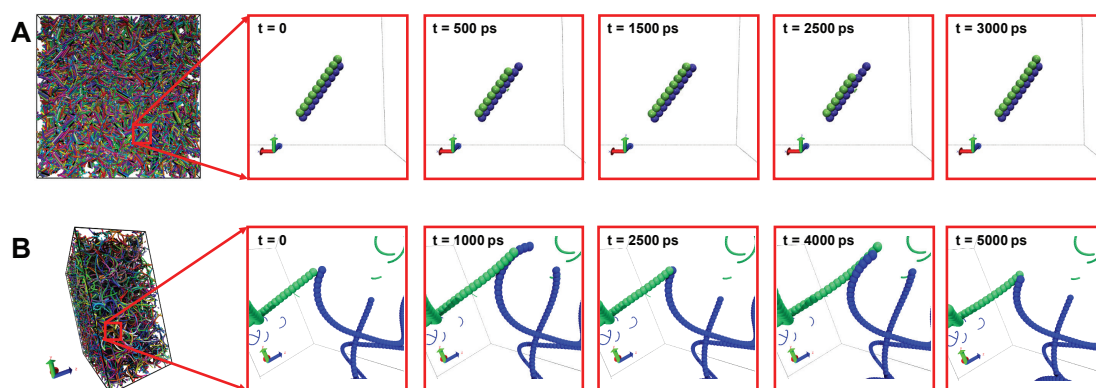 A
t = 0
t = 500 ps
t = 1500 ps
t = 2500 ps
t = 3000 ps
B
t = 0
t = 1000 ps
t = 2500 ps
t = 4000 ps
t = 5000 ps